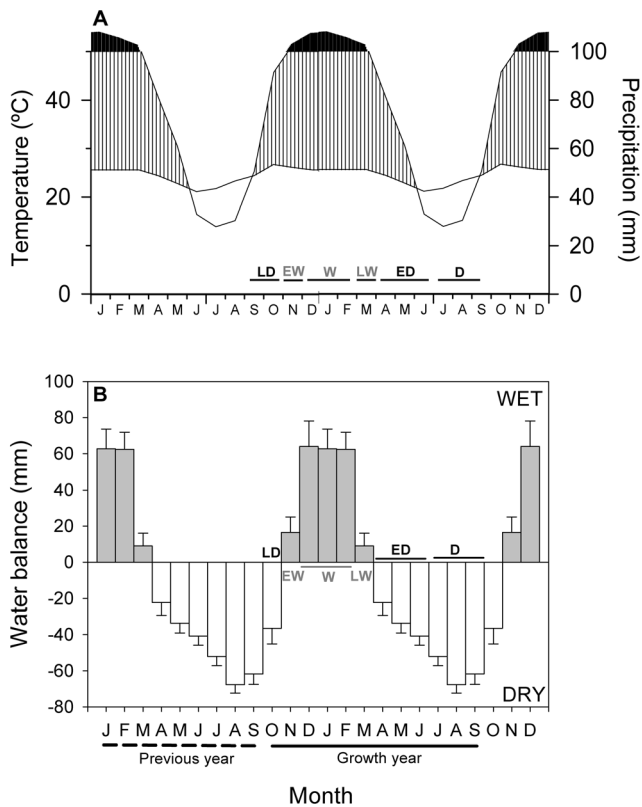 A
Temperature (ºC)
Precipitation (mm)
40
20
0
100
80
60
40
20
0
LD EW W LW ED D
J F M A M J J A S O N D J F M A M J J A S O N D
B
WET
Water balance (mm)
100
80
60
40
20
0
-20
-40
-60
-80
LD ED D
EW W LW
DRY
J F M A M J J A S O N D J F M A M J J A S O N D
Previous year Growth year
Month